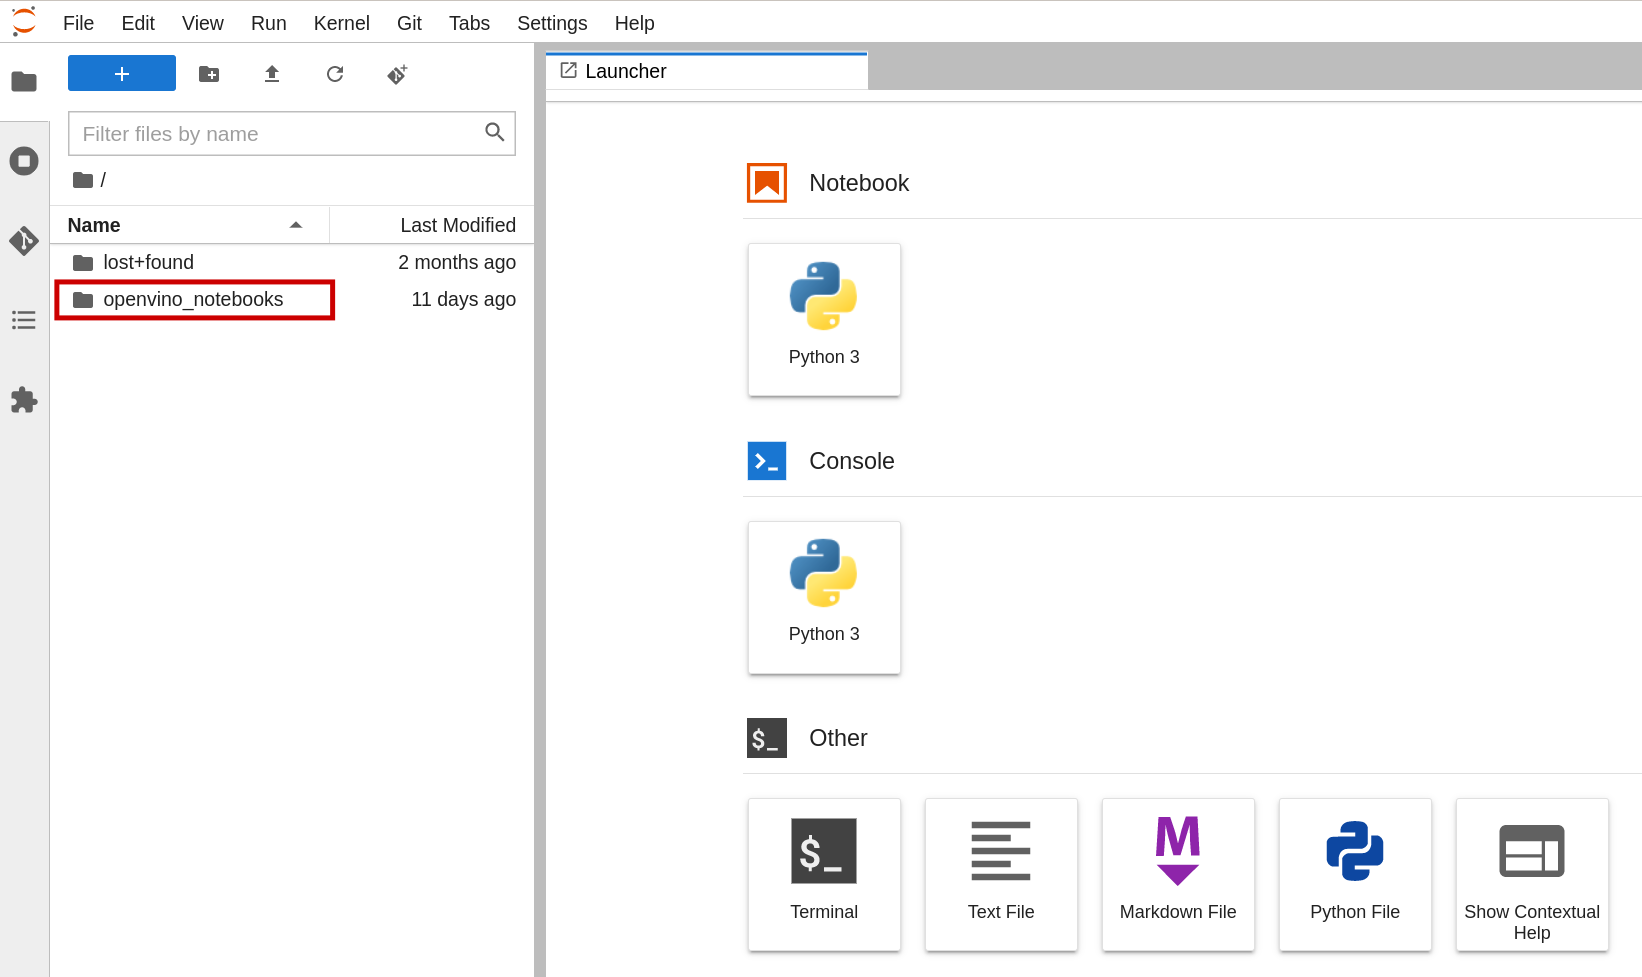 File Edit View Run Kernel Git Tabs Settings Help
Launcher
Filter files by name
/
Name Last Modified
lost+found 2 months ago
openvino_notebooks 11 days ago
Notebook
Python 3
Console
Python 3
$_ Other
$_
M
Terminal Text File Markdown File Python File Show Contextual
Help